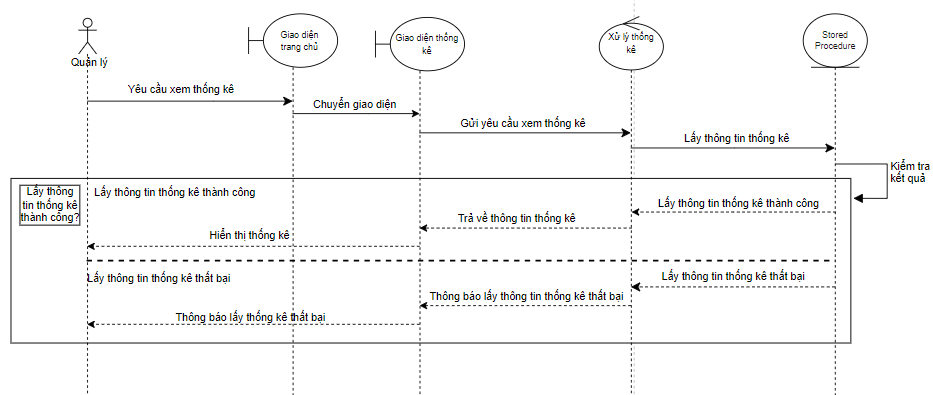 Quản lý
Giao diện
trang chủ
Giao diện thống
kê
Xử lý thống
kê
Stored
Procedure
Yêu cầu xem thống kê
Chuyển giao diện
Gửi yêu cầu xem thống kê
Lấy thông tin thống kê
Kiểm tra
kết quả
Lấy thông
tin thống kê
thành công?
Lấy thông tin thống kê thành công
Lấy thông tin thống kê thành công
Trả về thông tin thống kê
Hiển thị thống kê
Lấy thông tin thống kê thất bại
Lấy thông tin thống kê thất bại
Thông báo lấy thông tin thống kê thất bại
Thông báo lấy thống kê thất bại